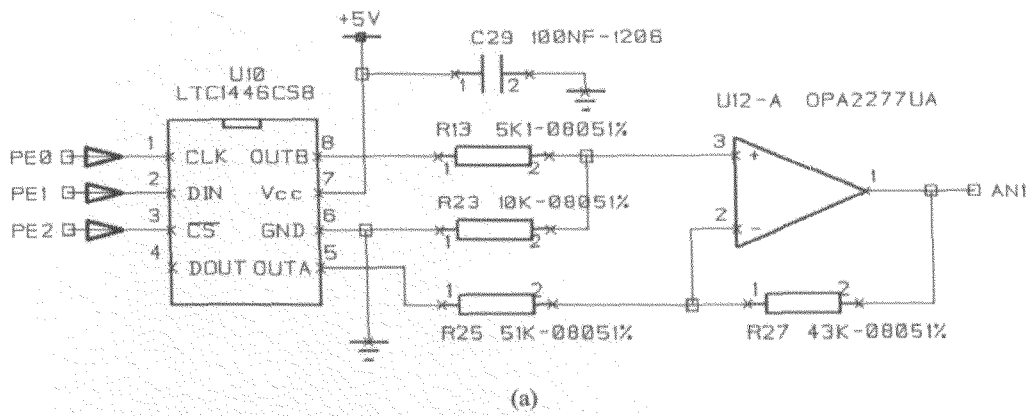 +5V
C29 100NF-1206
1 2
U10
LTC1446CS8
U12-A OPA2277UA
R13 5K1-08051%
PE0 1 CLK OUTB 8
1 2
3 +
1 AN1
PE1 2 DIN Vcc 7
R23 10K-08051%
PE2 3 CS GND 6
1 2
2 -
4 DOUT OUTA 5
1 2
1 2
R25 51K-08051%
R27 43K-08051%
(a)